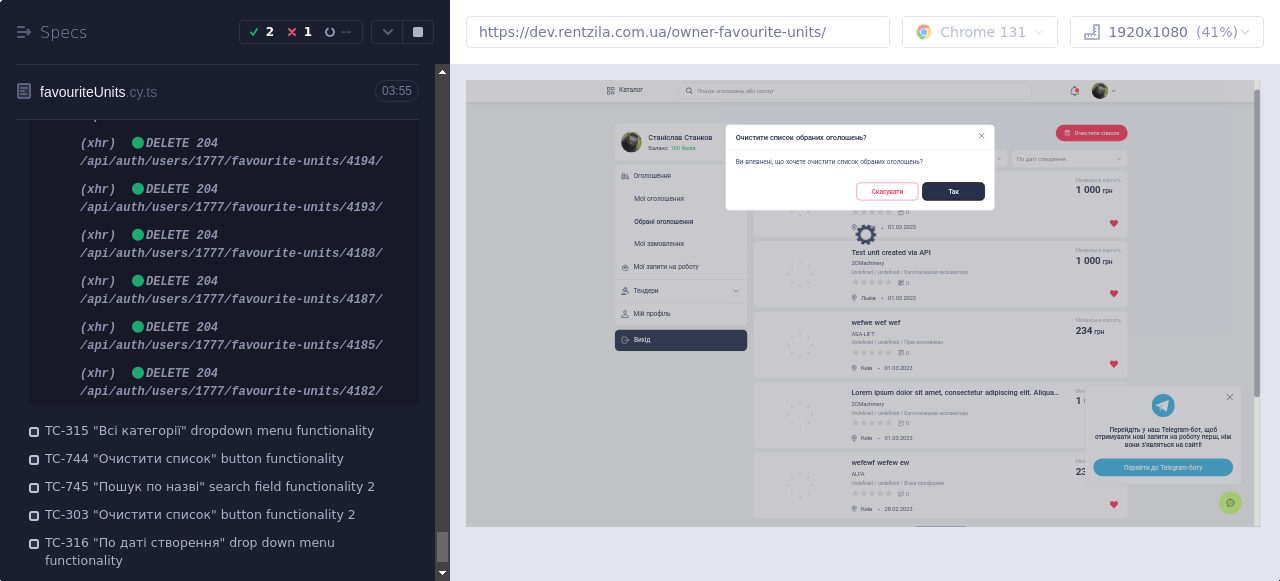 Specs
2
1
--
https://dev.rentzila.com.ua/owner-favourite-units/
Chrome 131
1920x1080 (41%)
favouriteUnits.cy.ts
03:55
(xhr) DELETE 204
/api/auth/users/1777/favourite-units/4194/
(xhr) DELETE 204
/api/auth/users/1777/favourite-units/4193/
(xhr) DELETE 204
/api/auth/users/1777/favourite-units/4188/
(xhr) DELETE 204
/api/auth/users/1777/favourite-units/4187/
(xhr) DELETE 204
/api/auth/users/1777/favourite-units/4185/
(xhr) DELETE 204
/api/auth/users/1777/favourite-units/4182/
TC-315 "Всі категорії" dropdown menu functionality
TC-744 "Очистити список" button functionality
TC-745 "Пошук по назві" search field functionality 2
TC-303 "Очистити список" button functionality 2
TC-316 "По даті створення" drop down menu
functionality
Каталог
Пошук оголошень або послуг
Станіслав Станков
Баланс: 100 балів
Оголошення
Мої оголошення
Обрані оголошення
Мої замовлення
Мої запити на роботу
Тендери
Мій профіль
Вихід
Очистити список обраних оголошень?
Ви впевнені, що хочете очистити список обраних оголошень?
Скасувати
Так
Очистити список
По даті створення
Мінімальна вартість
1 000 грн
0
01.03.2023
Test unit created via API
2CMachinery
Undefined / undefined / Багатоковшові екскаватори
0
Львів • 01.03.2023
Мінімальна вартість
1 000 грн
wefwe wef wef
ASA-LIFT
Undefined / undefined / Прес-контейнери
0
Київ • 01.03.2023
Мінімальна вартість
234 грн
Lorem ipsum dolor sit amet, consectetur adipiscing elit. Aliqua...
2CMachinery
Undefined / undefined / Багатоковшові екскаватори
0
Київ • 01.03.2023
wefwef wefew ew
ALFA
Undefined / undefined / Візки платформні
0
Київ • 28.02.2023
Перейдіть у наш Telegram-бот, щоб
отримувати нові запити на роботу перш, ніж
вони з'являться на сайті!
Перейти до Telegram-боту